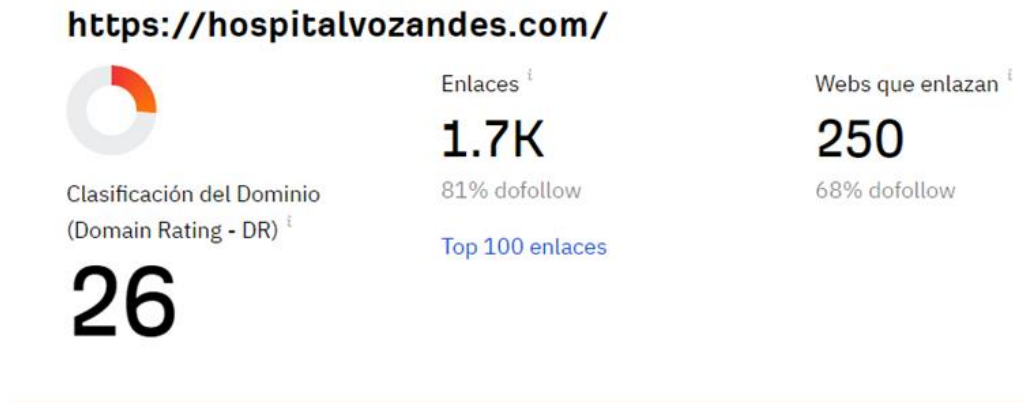 https://hospitalvozandes.com/
Clasificación del Dominio
(Domain Rating - DR) i
26
Enlaces i
1.7K
81% dofollow
Top 100 enlaces
Webs que enlazan i
250
68% dofollow